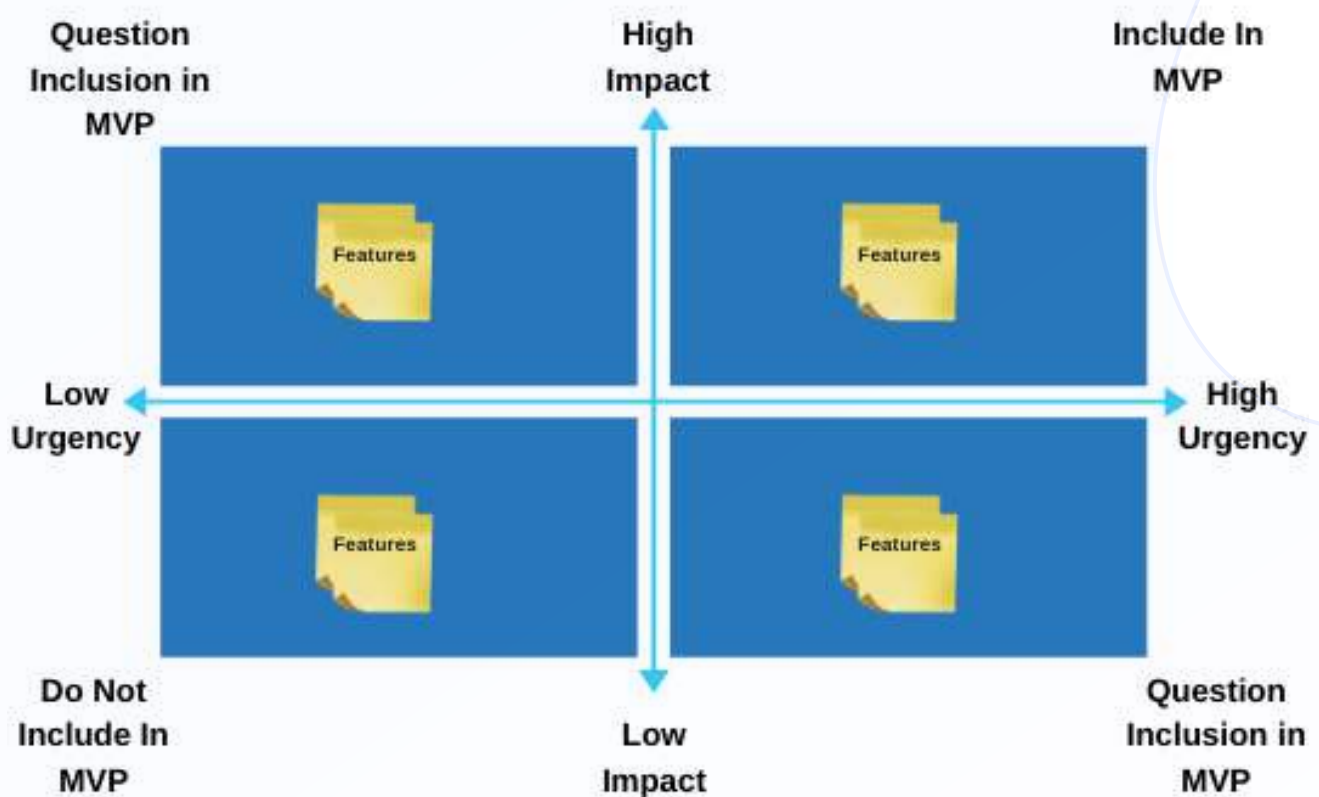 Question
Inclusion in
MVP
High
Impact
Include In
MVP
Features
Features
Low
Urgency
High
Urgency
Features
Features
Do Not
Include In
MVP
Low
Impact
Question
Inclusion in
MVP